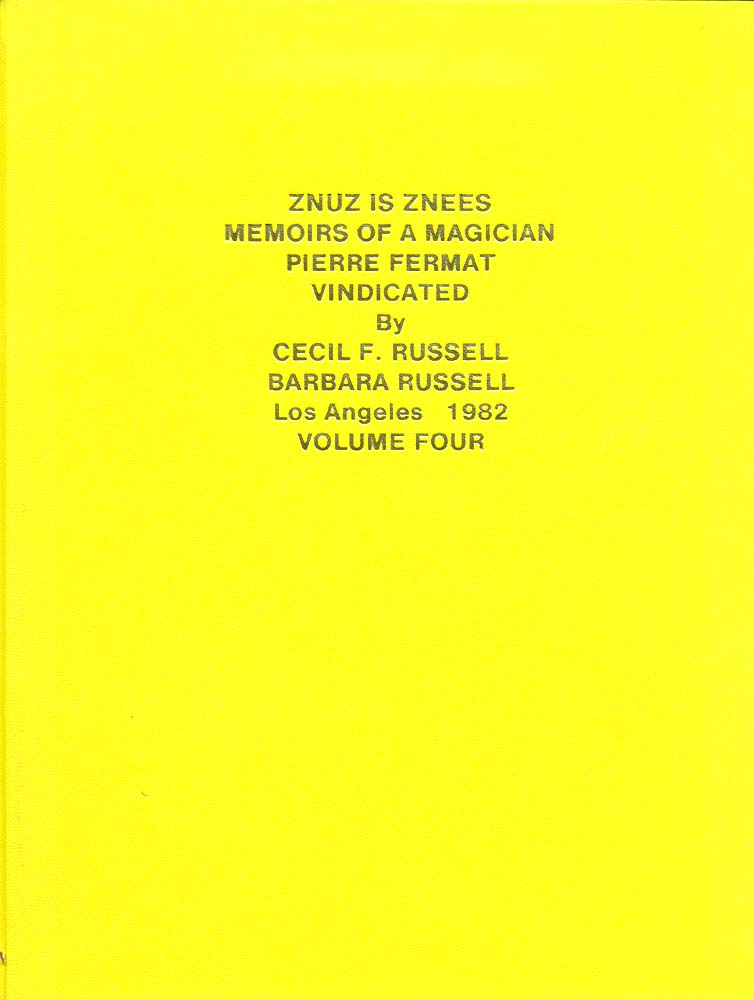 ZNUZ IS ZNEES
MEMOIRS OF A MAGICIAN
PIERRE FERMAT
VINDICATED
By
CECIL F. RUSSELL
BARBARA RUSSELL
Los Angeles 1982
VOLUME FOUR